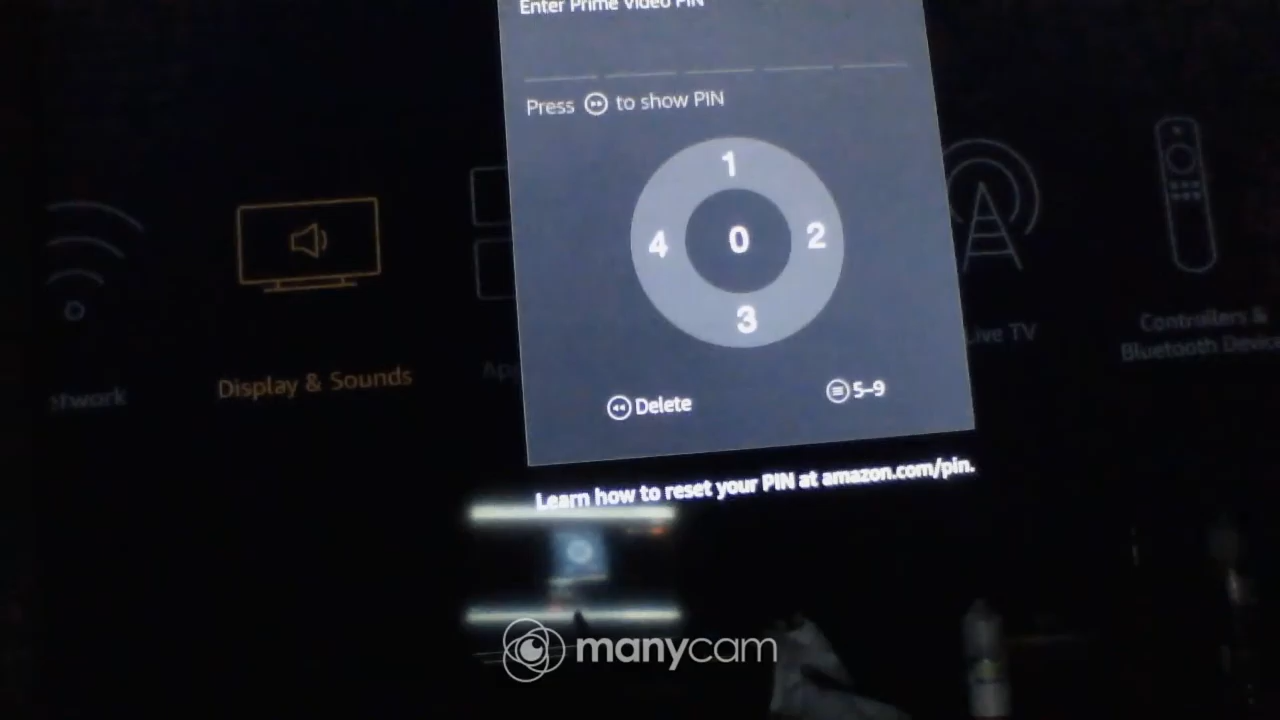 Enter Prime Video PIN
Press to show PIN
1
4 0 2
3
Delete 5-9
Display & Sounds
Live TV
Controllers &
Bluetooth
Learn how to reset your PIN at amazon.com/pin.
manycam